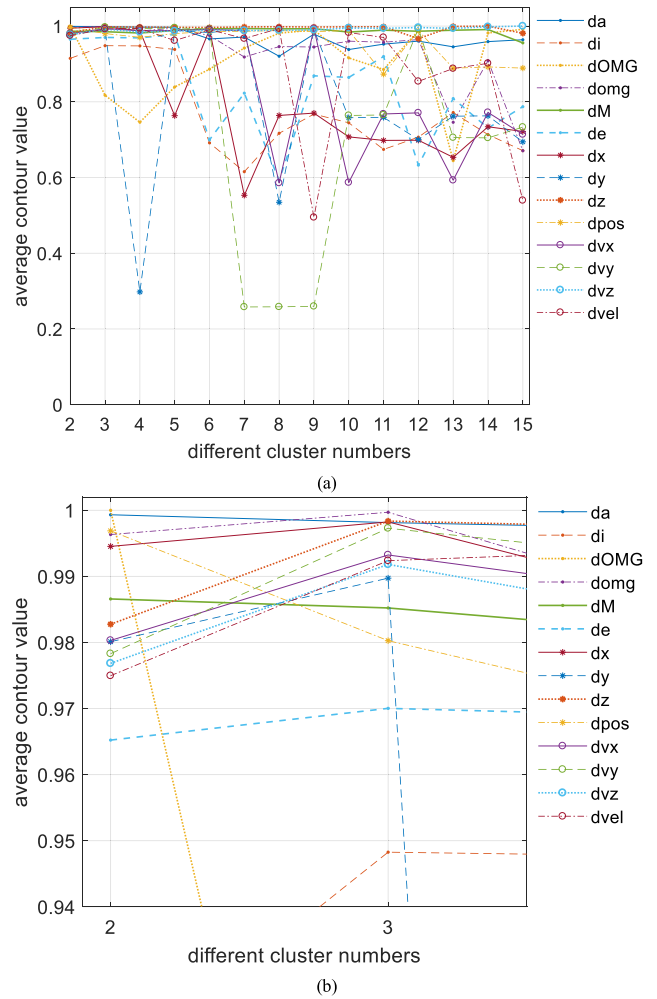 1
0.8
0.6
0.4
0.2
0
average contour value
2 3 4 5 6 7 8 9 10 11 12 13 14 15
different cluster numbers
da
di
dOMG
domg
dM
de
dx
dy
dz
dpos
dvx
dvy
dvz
dvel
(a)
1
0.99
0.98
0.97
0.96
0.95
0.94
average contour value
2 3
different cluster numbers
da
di
dOMG
domg
dM
de
dx
dy
dz
dpos
dvx
dvy
dvz
dvel
(b)